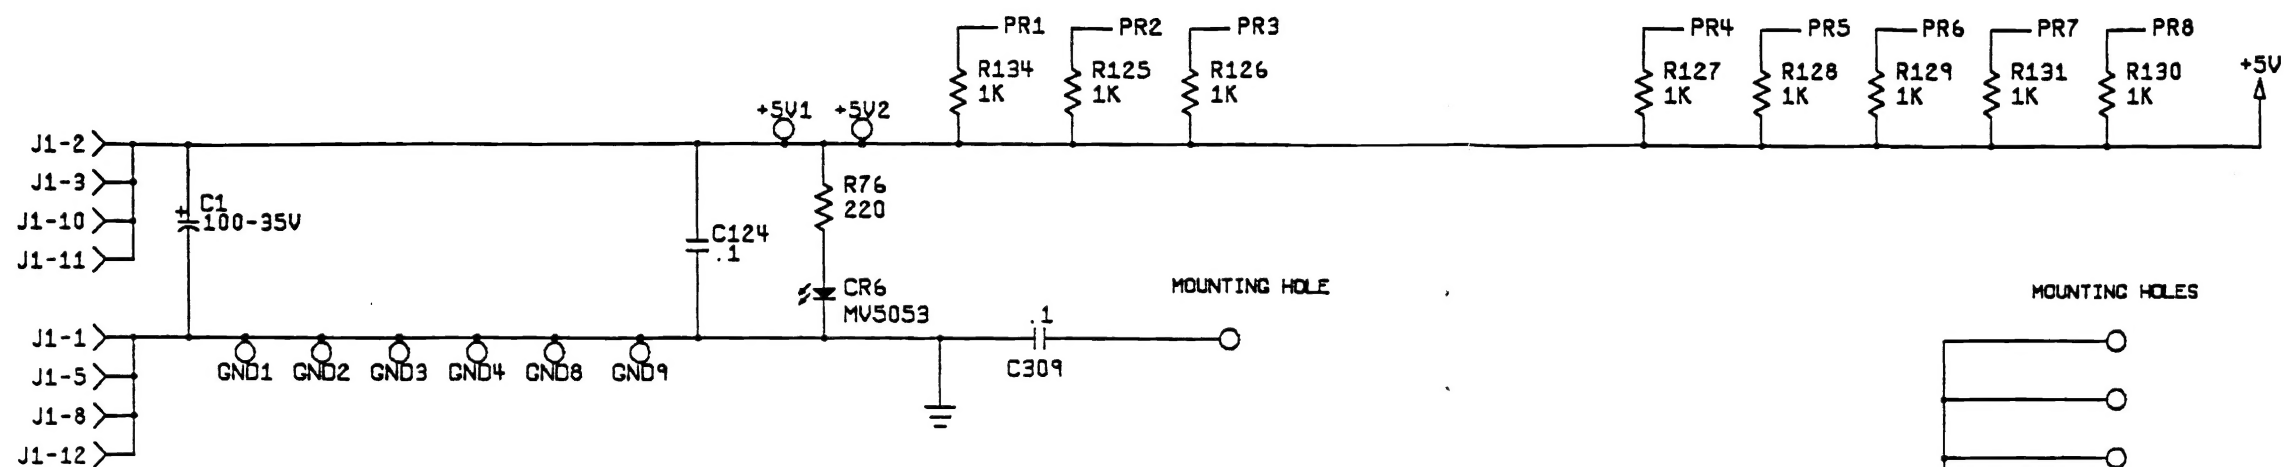 PR1
PR2
PR3
PR4
PR5
PR6
PR7
PR8
R134
1K
R125
1K
R126
1K
R127
1K
R128
1K
R129
1K
R131
1K
R130
1K
+5V
+5V1
+5V2
J1-2
J1-3
J1-10
J1-11
+
C1
100-35V
C124
.1
R76
220
CR6
MV5053
MOUNTING HOLE
MOUNTING HOLES
J1-1
J1-5
J1-8
J1-12
GND1
GND2
GND3
GND4
GND8
GND9
.1
C309